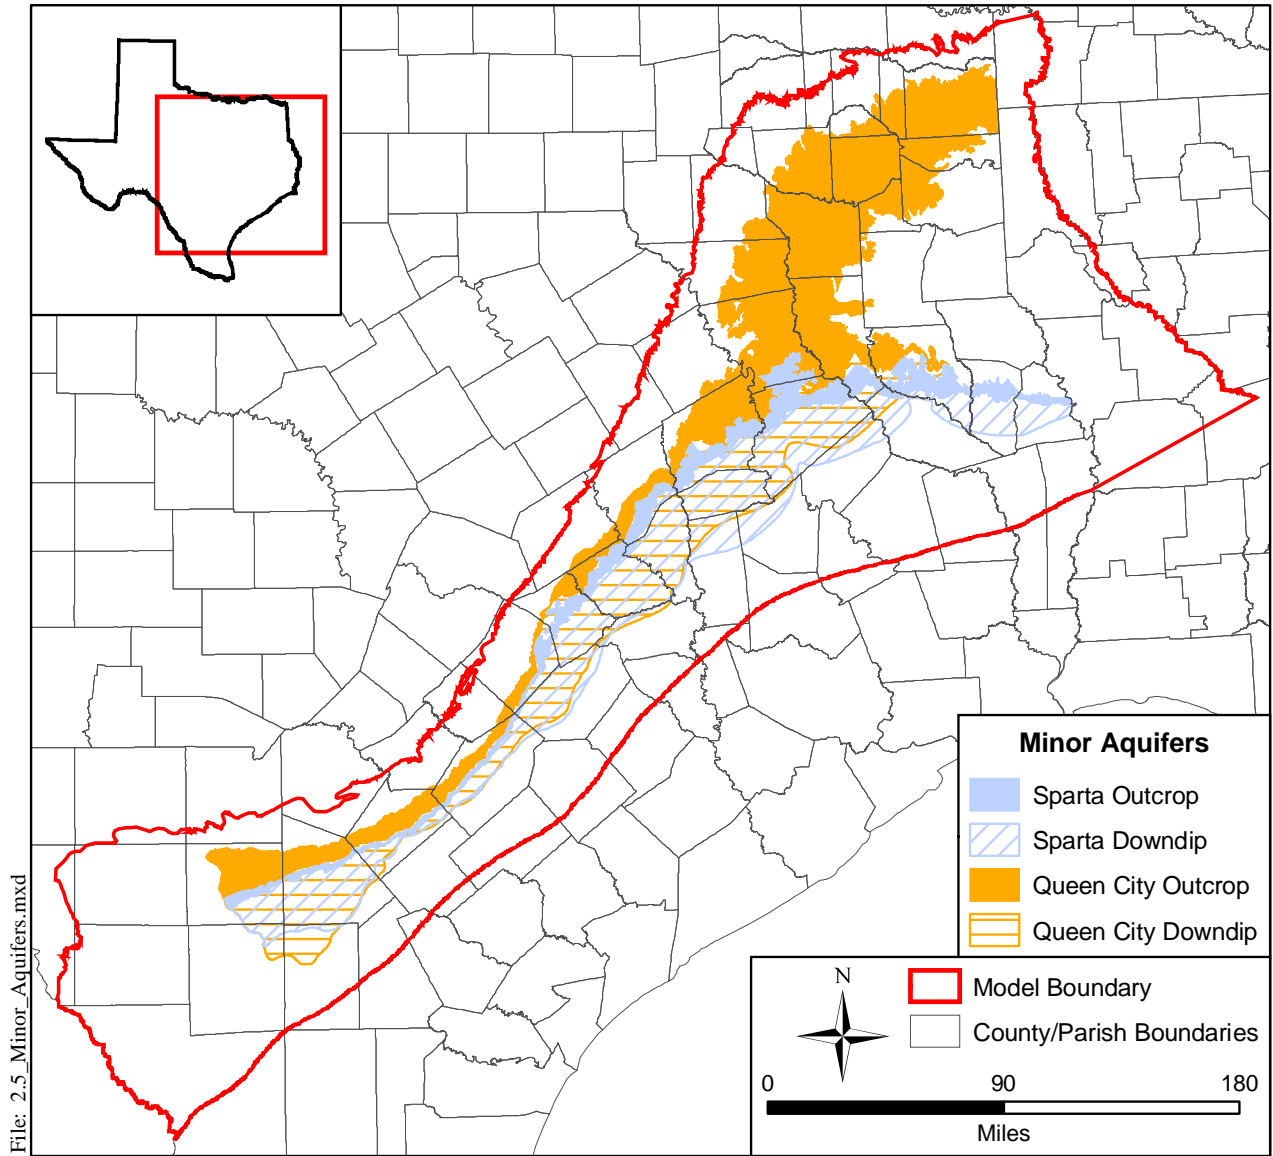 Minor Aquifers
Sparta Outcrop
Sparta Downdip
Queen City Outcrop
Queen City Downdip
Model Boundary
County/Parish Boundaries
N
0 90 180
Miles
File: 2.5_Minor_Aquifers.mxd